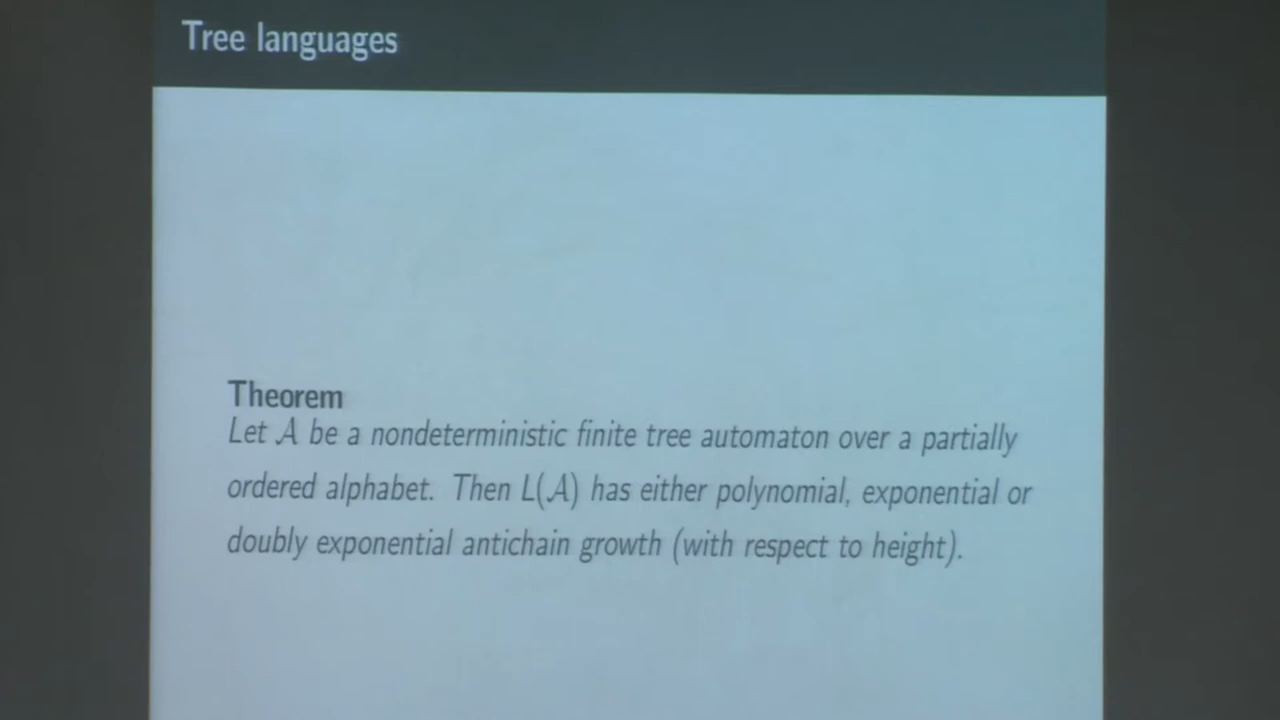 Tree languages
Theorem
Let 𝒜 be a nondeterministic finite tree automaton over a partially
ordered alphabet. Then L(𝒜) has either polynomial, exponential or
doubly exponential antichain growth (with respect to height).